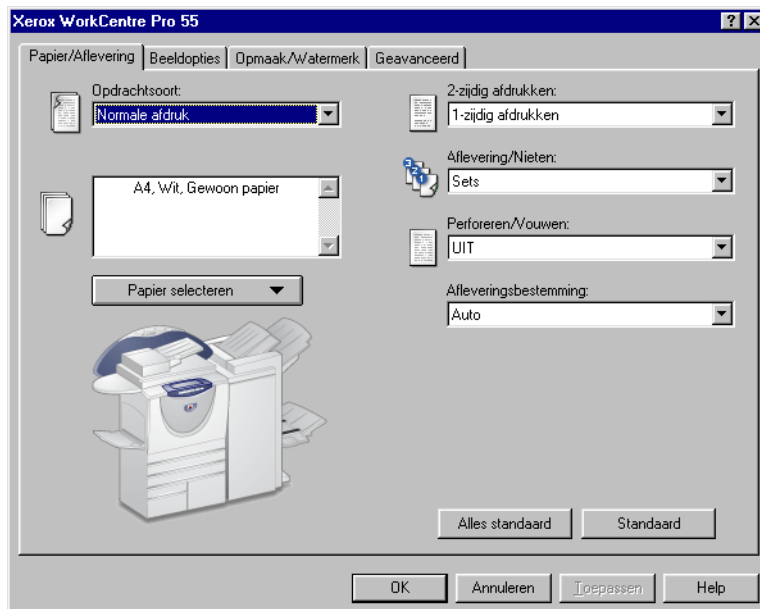 Xerox WorkCentre Pro 55
Papier/Aflevering
Beeldopties
Opmaak/Watermerk
Geavanceerd
Opdrachtsoort:
Normale afdruk
A4, Wit, Gewoon papier
Papier selecteren
2-zijdig afdrukken:
1-zijdig afdrukken
Aflevering/Nieten:
Sets
Perforeren/Vouwen:
UIT
Afleveringsbestemming:
Auto
Alles standaard
Standaard
OK
Annuleren
Toepassen
Help